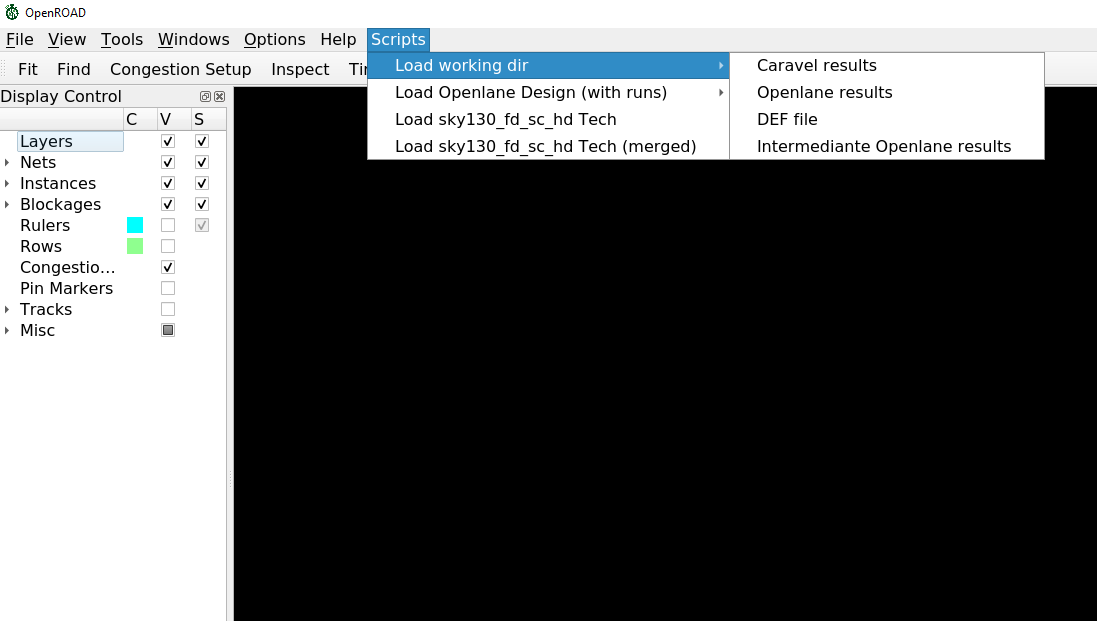 OpenROAD
File View Tools Windows Options Help Scripts
Fit Find Congestion Setup Inspect
Load working dir
Load Openlane Design (with runs)
Load sky130_fd_sc_hd Tech
Load sky130_fd_sc_hd Tech (merged)
Caravel results
Openlane results
DEF file
Intermediante Openlane results
Display Control
C V S
Layers
Nets
Instances
Blockages
Rulers
Rows
Congestio...
Pin Markers
Tracks
Misc